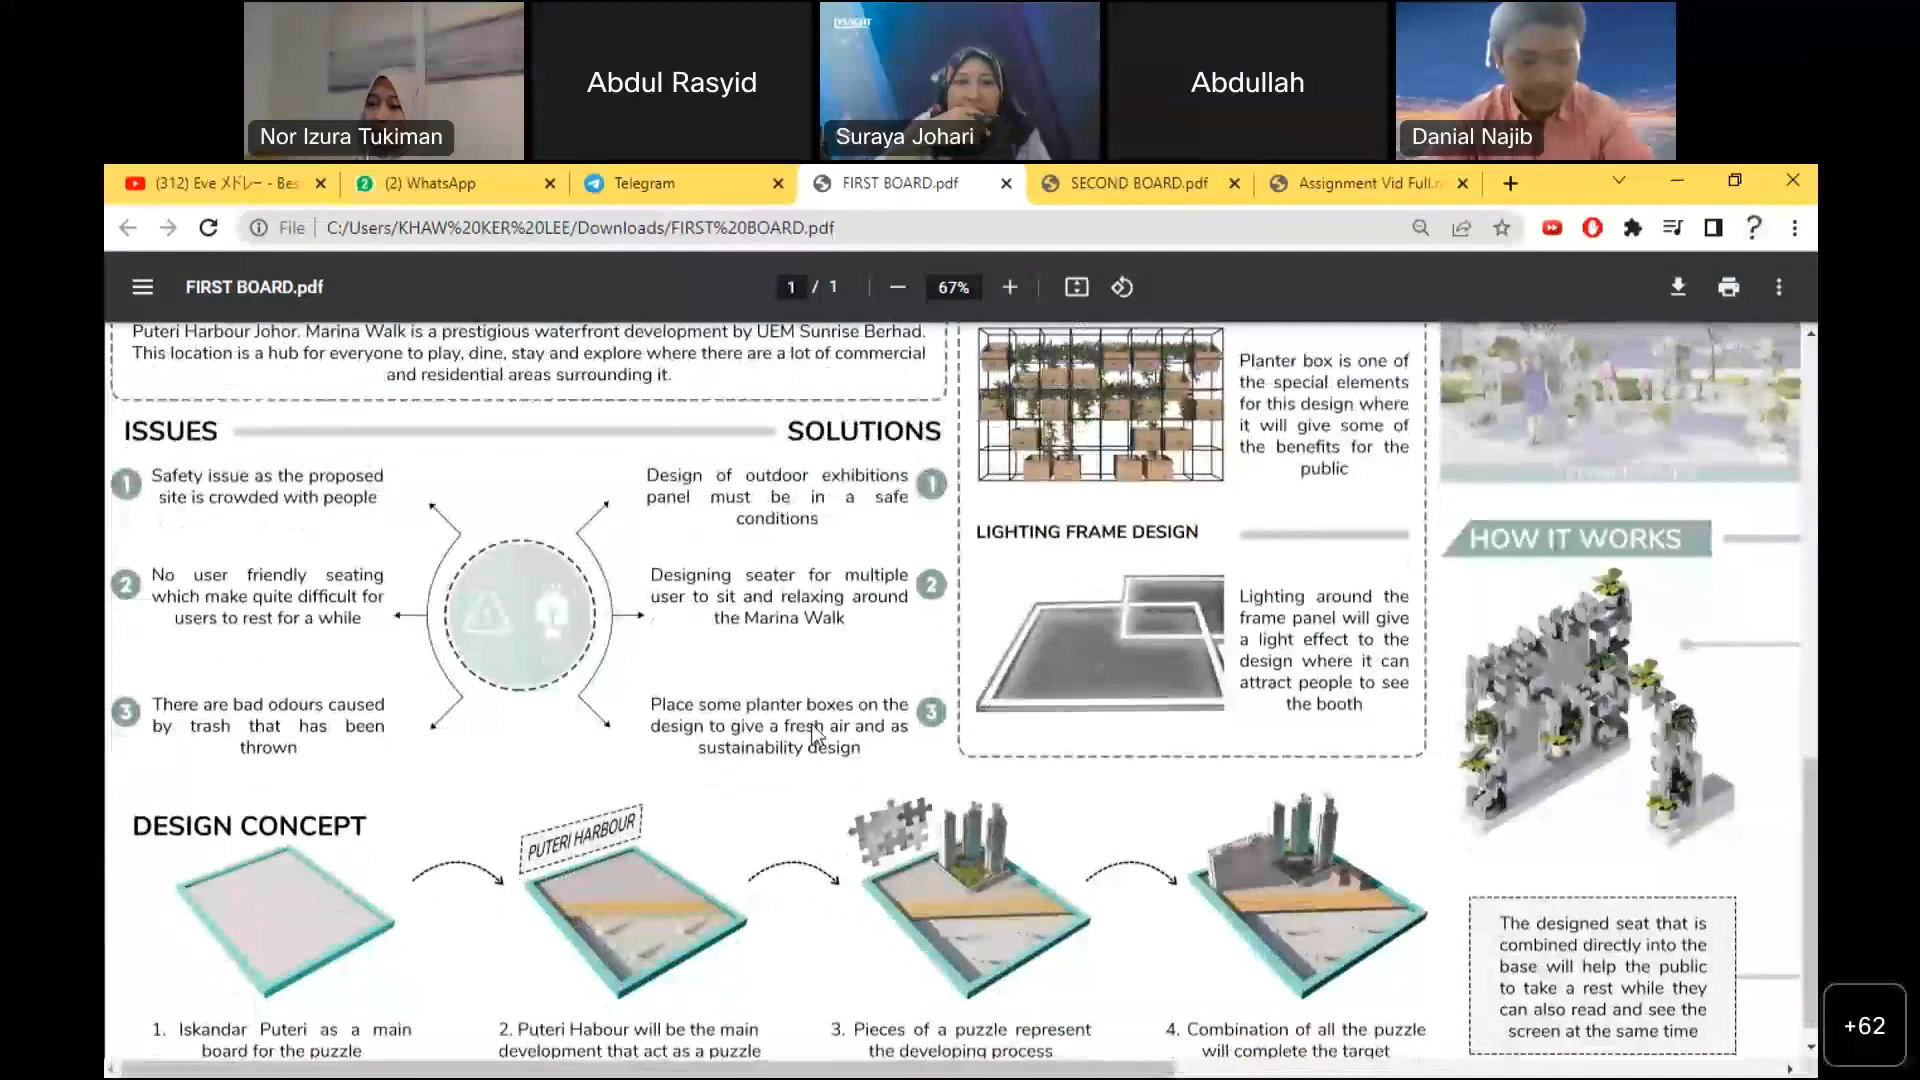 LYSAGHT
Nor Izura Tukiman
Abdul Rasyid
Suraya Johari
Abdullah
Danial Najib
(312) Eve メドレー - Bes
(2) WhatsApp
Telegram
FIRST BOARD.pdf
SECOND BOARD.pdf
Assignment Vid Full.m
File
C:/Users/KHAW%20KER%20LEE/Downloads/FIRST%20BOARD.pdf
FIRST BOARD.pdf
1 / 1
67%
Puteri Harbour Johor. Marina Walk is a prestigious waterfront development by UEM Sunrise Berhad.
This location is a hub for everyone to play, dine, stay and explore where there are a lot of commercial
and residential areas surrounding it.
ISSUES
SOLUTIONS
1
Safety issue as the proposed
site is crowded with people
Design of outdoor exhibitions
panel must be in a safe
conditions
1
2
No user friendly seating
which make quite difficult for
users to rest for a while
Designing seater for multiple
user to sit and relaxing around
the Marina Walk
2
3
There are bad odours caused
by trash that has been
thrown
Place some planter boxes on the
design to give a fresh air and as
sustainability design
3
Planter box is one of
the special elements
for this design where
it will give some of
the benefits for the
public
LIGHTING FRAME DESIGN
Lighting around the
frame panel will give
a light effect to the
design where it can
attract people to see
the booth
HOW IT WORKS
The designed seat that is
combined directly into the
base will help the public
to take a rest while they
can also read and see the
screen at the same time
DESIGN CONCEPT
PUTERI HARBOUR
1. Iskandar Puteri as a main
board for the puzzle
2. Puteri Habour will be the main
development that act as a puzzle
3. Pieces of a puzzle represent
the developing process
4. Combination of all the puzzle
will complete the target
+62